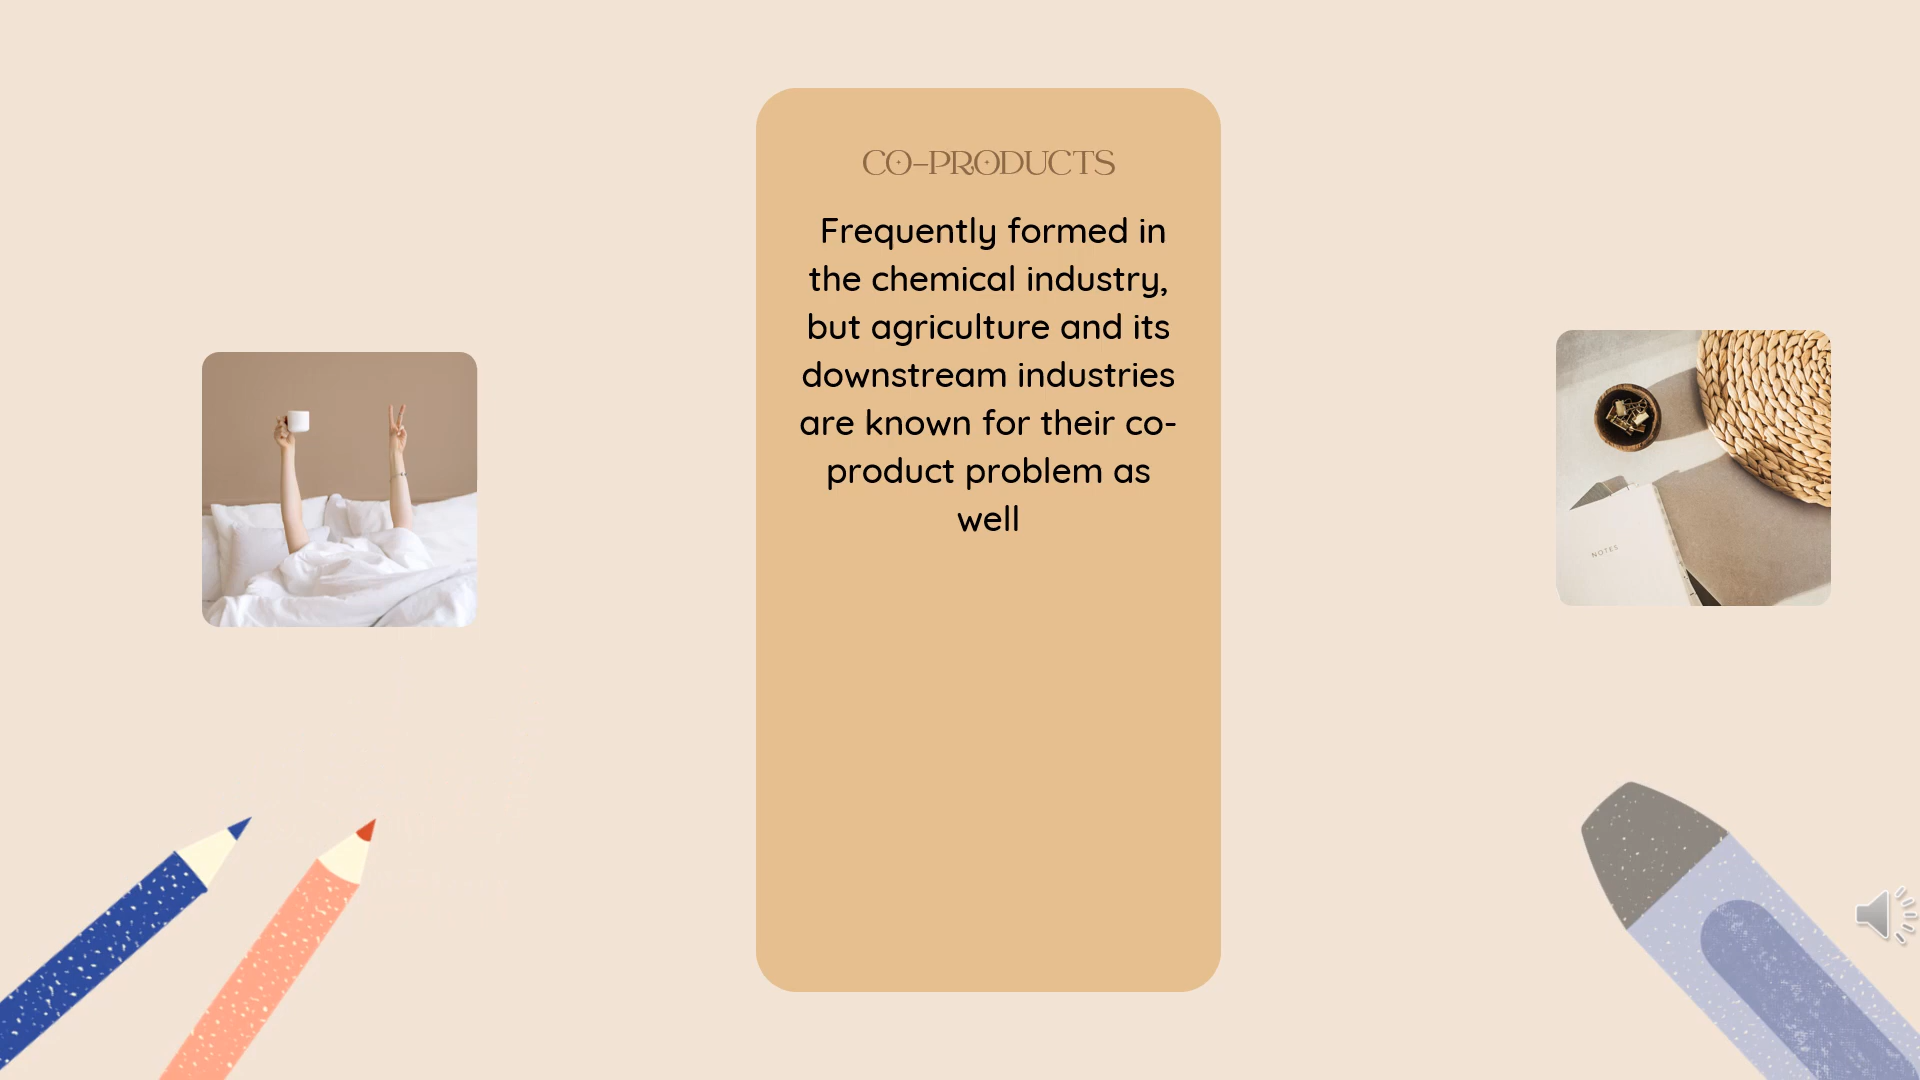 CO-PRODUCTS
Frequently formed in
the chemical industry,
but agriculture and its
downstream industries
are known for their co-
product problem as
well
NOTES